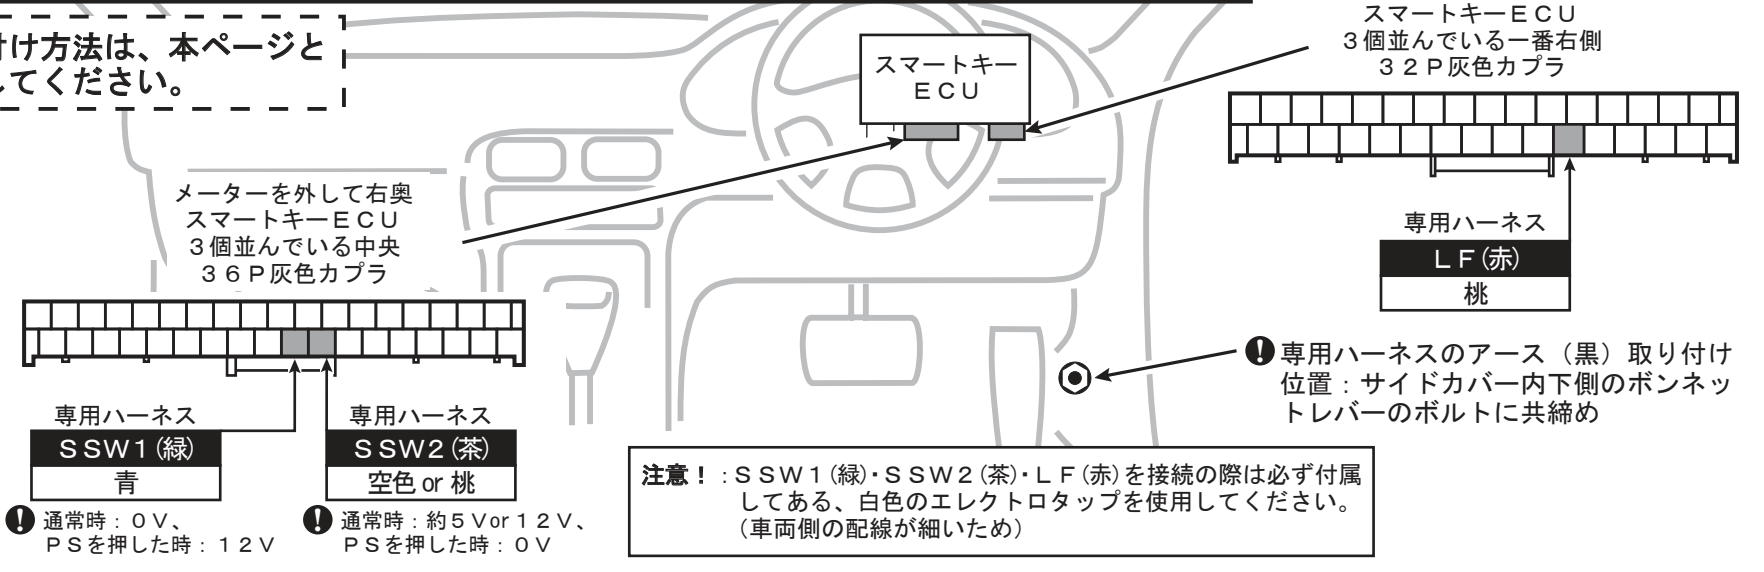 付け方法は、本ページと
してください。
スマートキー
ＥＣＵ
スマートキーＥＣＵ
３個並んでいる一番右側
３２Ｐ灰色カプラ
専用ハーネス
ＬＦ(赤)
桃
メーターを外して右奥
スマートキーＥＣＵ
３個並んでいる中央
３６Ｐ灰色カプラ
専用ハーネス
ＳＳＷ１(緑)
青
通常時：０Ｖ、
ＰＳを押した時：１２Ｖ
専用ハーネス
ＳＳＷ２(茶)
空色 or 桃
通常時：約５Ｖor１２Ｖ、
ＰＳを押した時：０Ｖ
専用ハーネスのアース（黒）取り付け
位置：サイドカバー内下側のボンネッ
トレバーのボルトに共締め
注意！：ＳＳＷ１(緑)・ＳＳＷ２(茶)・ＬＦ(赤)を接続の際は必ず付属
してある、白色のエレクトロタップを使用してください。
(車両側の配線が細いため)